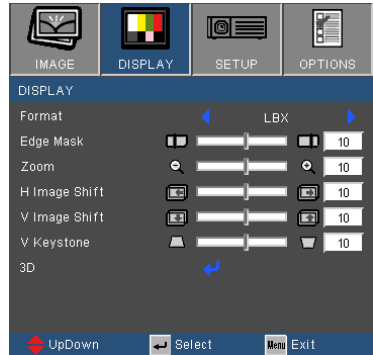 IMAGE DISPLAY SETUP OPTIONS
DISPLAY
Format LBX
Edge Mask 10
Zoom 10
H Image Shift 10
V Image Shift 10
V Keystone 10
3D
UpDown Select Menu Exit